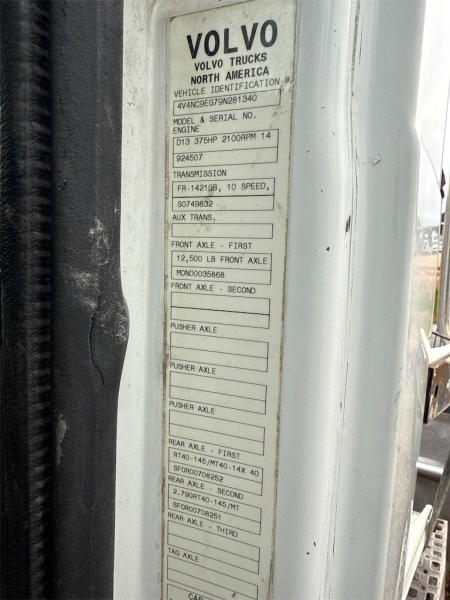 VOLVO
VOLVO TRUCKS
NORTH AMERICA
VEHICLE IDENTIFICATION #
4V4NC9EG79N281340
MODEL & SERIAL NO.
ENGINE
D13 375HP 2100RPM 14
924507
TRANSMISSION
FR-14210B, 10 SPEED,
S0749832
AUX TRANS.
FRONT AXLE - FIRST
12,500 LB FRONT AXLE
MON00035868
FRONT AXLE - SECOND
PUSHER AXLE
PUSHER AXLE
PUSHER AXLE
REAR AXLE - FIRST
RT40-145/MT40-14X 40
SFOR00708252
REAR AXLE - SECOND
2.790RT40-145/MT
SFOR00708251
REAR AXLE - THIRD
TAG AXLE